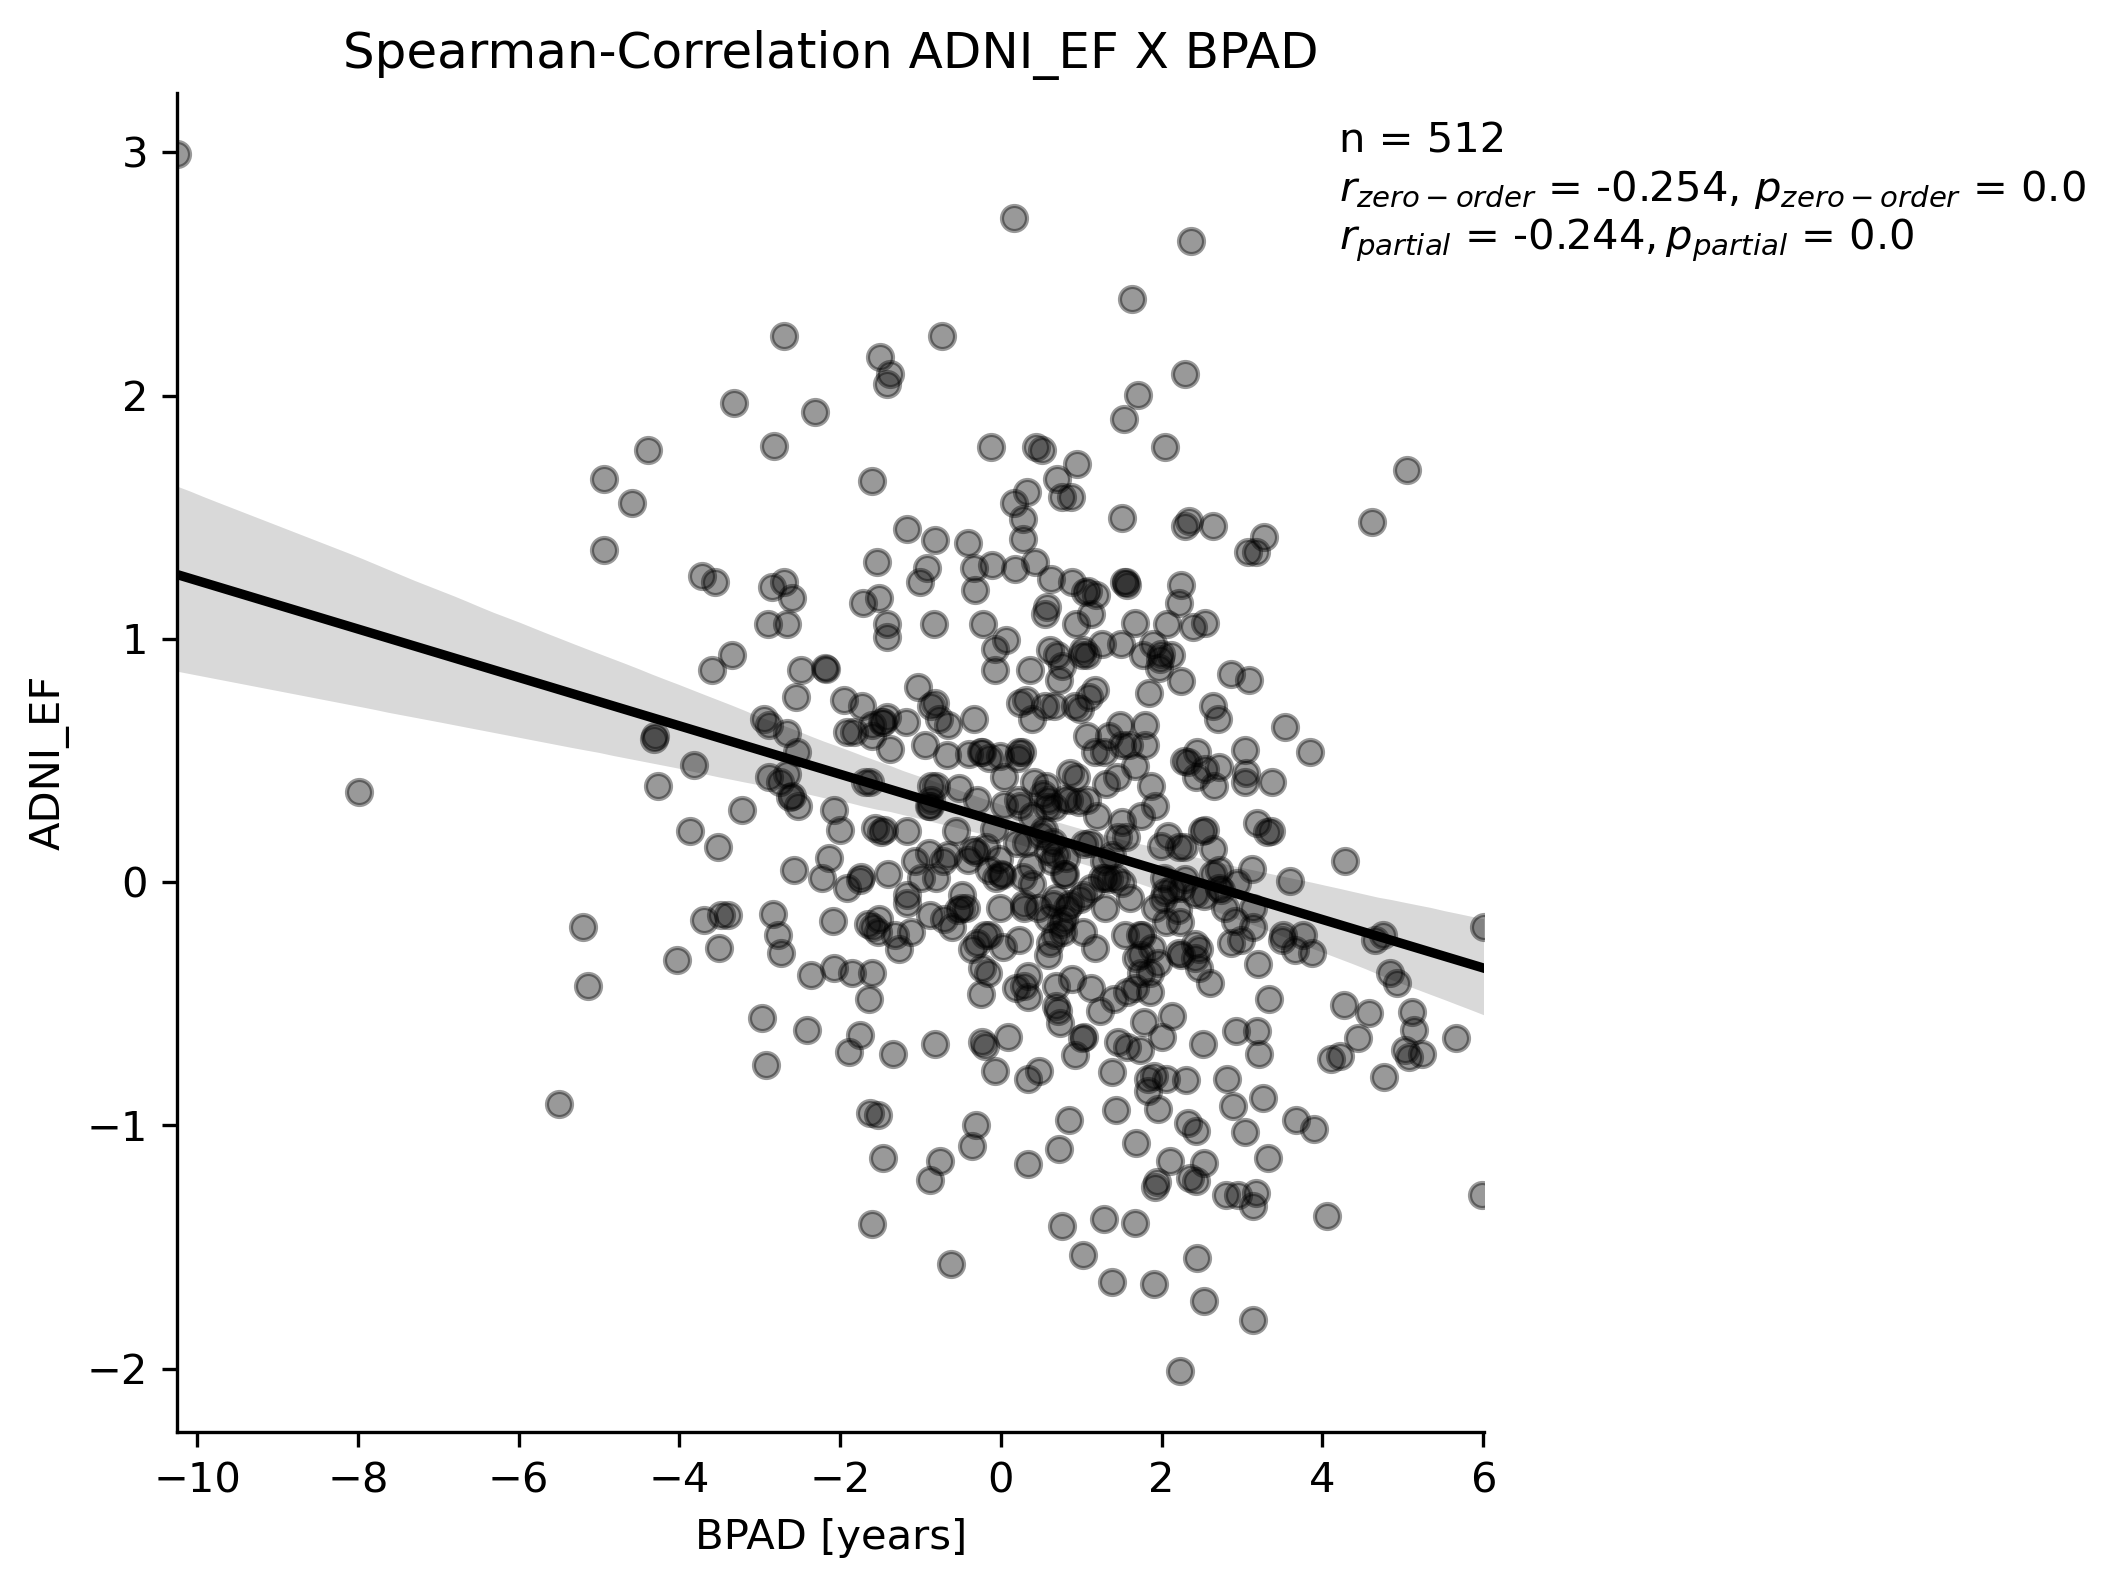 Spearman-Correlation ADNI_EF X BPAD
n = 512
r_zero−order = -0.254, p_zero−order = 0.0
r_partial = -0.244, p_partial = 0.0
ADNI_EF
3
2
1
0
−1
−2
−10 −8 −6 −4 −2 0 2 4 6
BPAD [years]